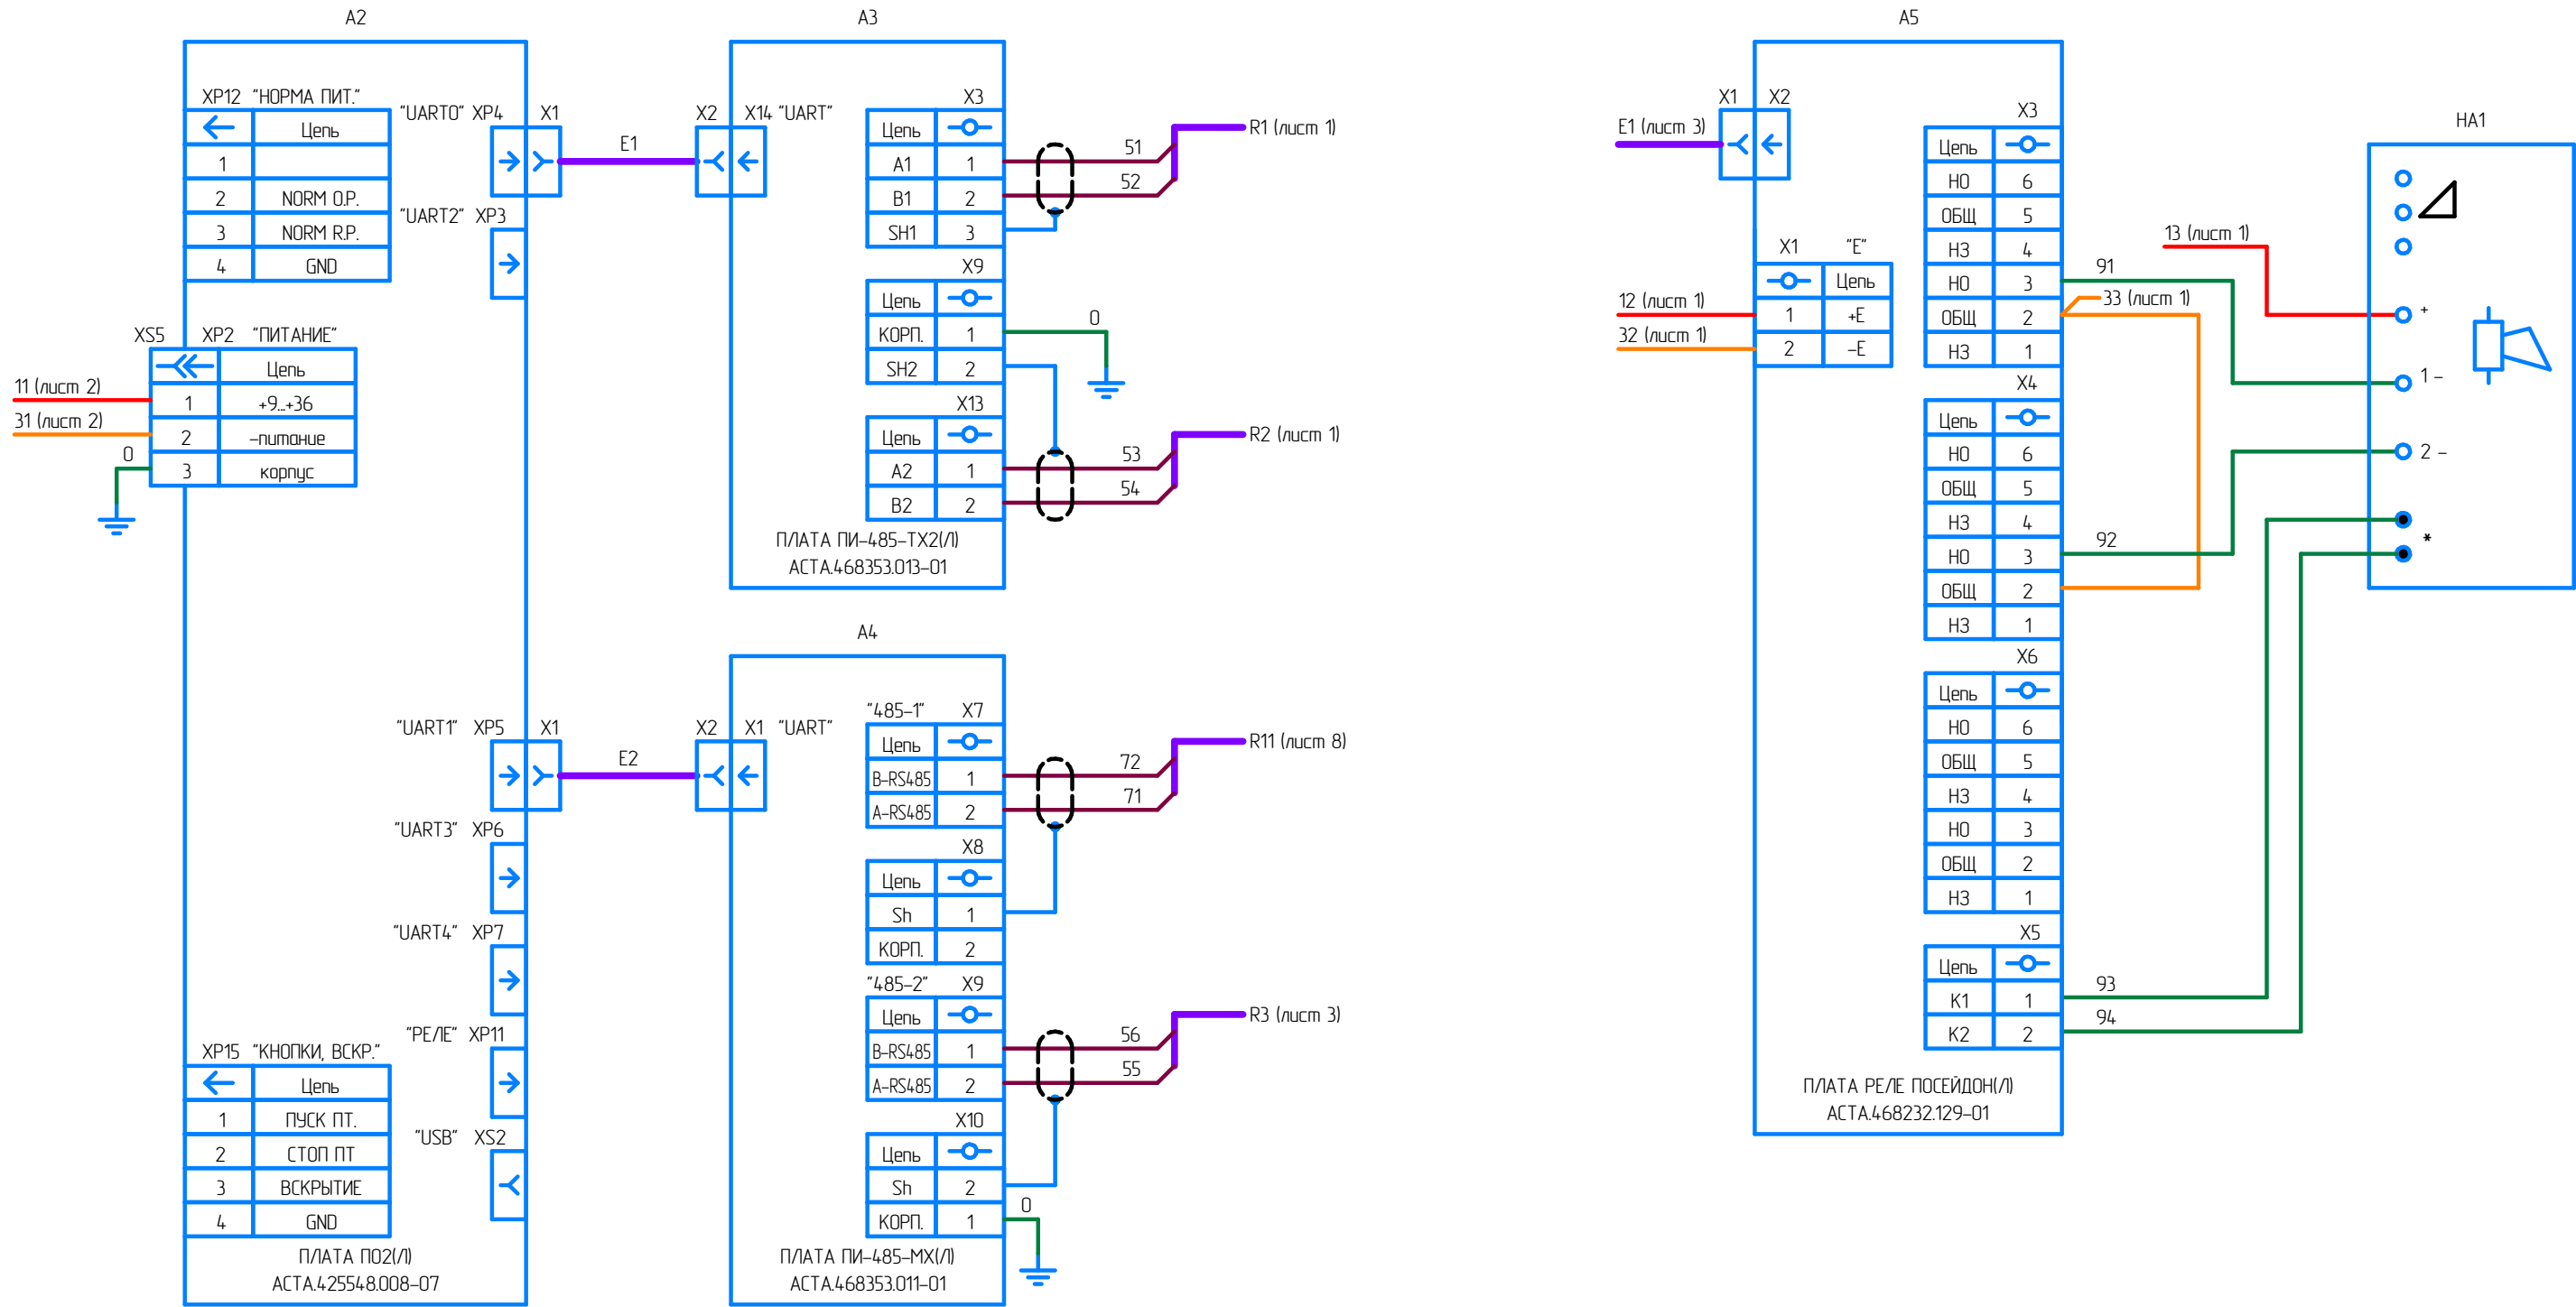 А2
XP12 "НОРМА ПИТ."
Цепь
1
2 NORM O.P.
3 NORM R.P.
4 GND
"UART0" XP4 X1
"UART2" XP3
XS5 XP2 "ПИТАНИЕ"
Цепь
11 (лист 2)
1 +9...+36
31 (лист 2)
2 -питание
0
3 корпус
"UART1" XP5 X1
"UART3" XP6
"UART4" XP7
"РЕЛЕ" XP11
"USB" XS2
XP15 "КНОПКИ, ВСКР."
Цепь
1 ПУСК ПТ.
2 СТОП ПТ
3 ВСКРЫТИЕ
4 GND
ПЛАТА ПО2(Л)
АСТА.425548.008-07
E1
E2
А3
X2 X14 "UART"
X3
Цепь
A1 1 51
B1 2 52
SH1 3
R1 (лист 1)
X9
Цепь
КОРП. 1 0
SH2 2
X13
Цепь
A2 1 53
B2 2 54
R2 (лист 1)
ПЛАТА ПИ-485-ТХ2(Л)
АСТА.468353.013-01
А4
X2 X1 "UART"
"485-1" X7
Цепь
B-RS485 1 72
A-RS485 2 71
R11 (лист 8)
X8
Цепь
Sh 1
КОРП. 2
"485-2" X9
Цепь
B-RS485 1 56
A-RS485 2 55
R3 (лист 3)
X10
Цепь
Sh 2
КОРП. 1 0
ПЛАТА ПИ-485-МХ(Л)
АСТА.468353.011-01
А5
X1 X2
E1 (лист 3)
X1 "E"
Цепь
12 (лист 1)
1 +E
32 (лист 1)
2 -E
X3
Цепь
НО 6
ОБЩ 5
НЗ 4
НО 3 91
ОБЩ 2 33 (лист 1)
НЗ 1
X4
Цепь
НО 6
ОБЩ 5
НЗ 4
НО 3 92
ОБЩ 2
НЗ 1
X6
Цепь
НО 6
ОБЩ 5
НЗ 4
НО 3
ОБЩ 2
НЗ 1
X5
Цепь
К1 1 93
К2 2 94
ПЛАТА РЕЛЕ ПОСЕЙДОН(Л)
АСТА.468232.129-01
HA1
13 (лист 1)
+
1 -
2 -
*